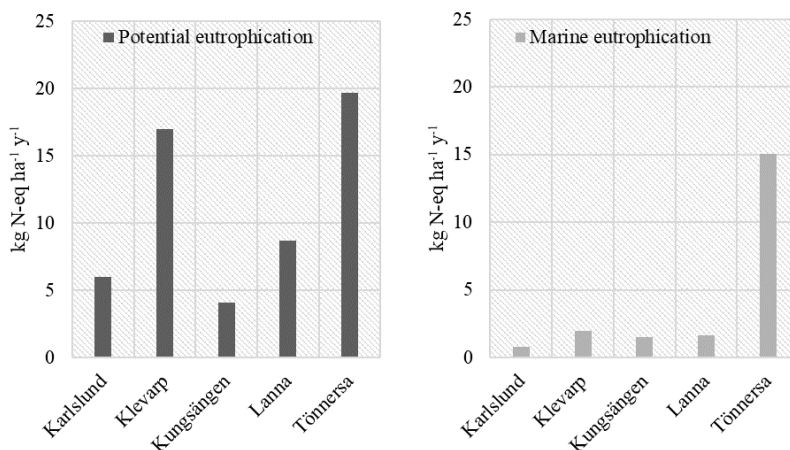 Potential eutrophication
kg N-eq ha⁻¹ y⁻¹
25
20
15
10
5
0
Karlslund
Klevarp
Kungsängen
Lanna
Tönnersa
Marine eutrophication
kg N-eq ha⁻¹ y⁻¹
25
20
15
10
5
0
Karlslund
Klevarp
Kungsängen
Lanna
Tönnersa